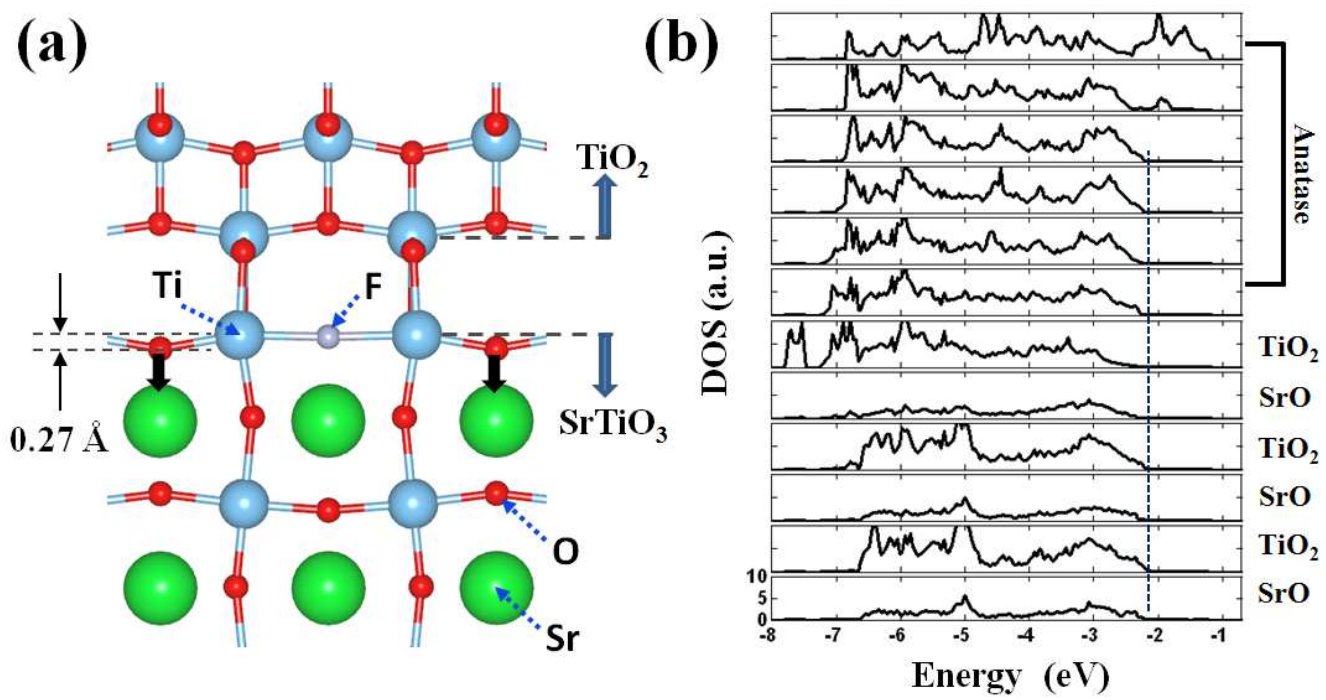 (a)
TiO2
Ti
F
0.27 Å
SrTiO3
O
Sr
(b)
DOS (a.u.)
Anatase
TiO2
SrO
TiO2
SrO
TiO2
SrO
10
5
0
-8 -7 -6 -5 -4 -3 -2 -1
Energy (eV)